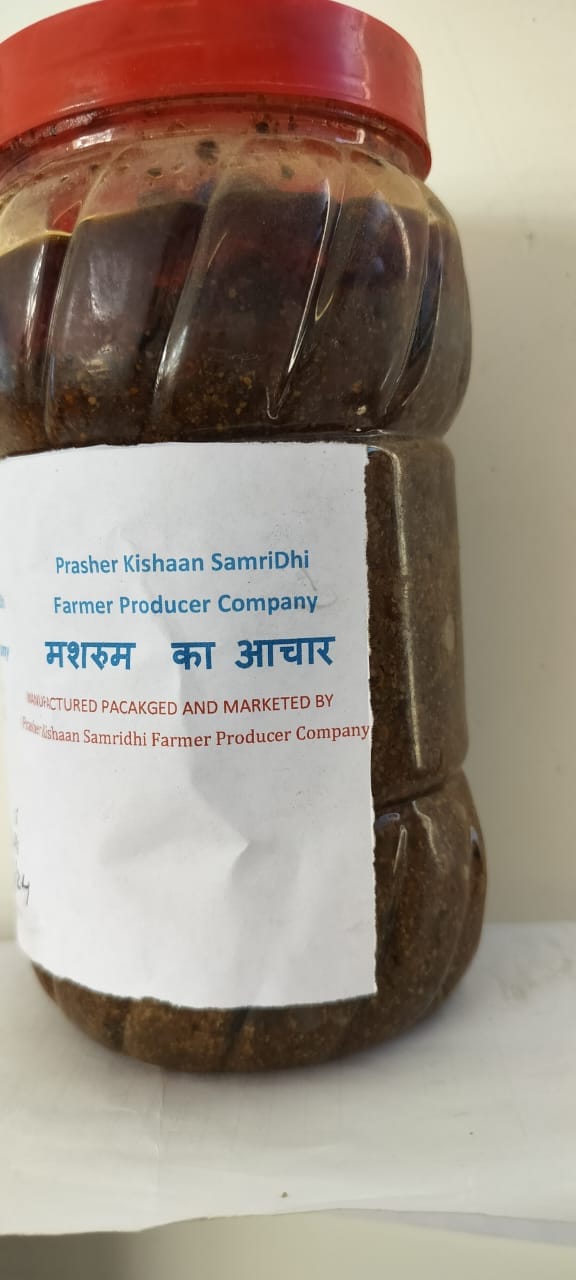 Prasher Kishaan SamriDhi
Farmer Producer Company
मशरुम का आचार
MANUFACTURED PACAKGED AND MARKETED BY
Prasher Kishaan Samridhi Farmer Producer Company